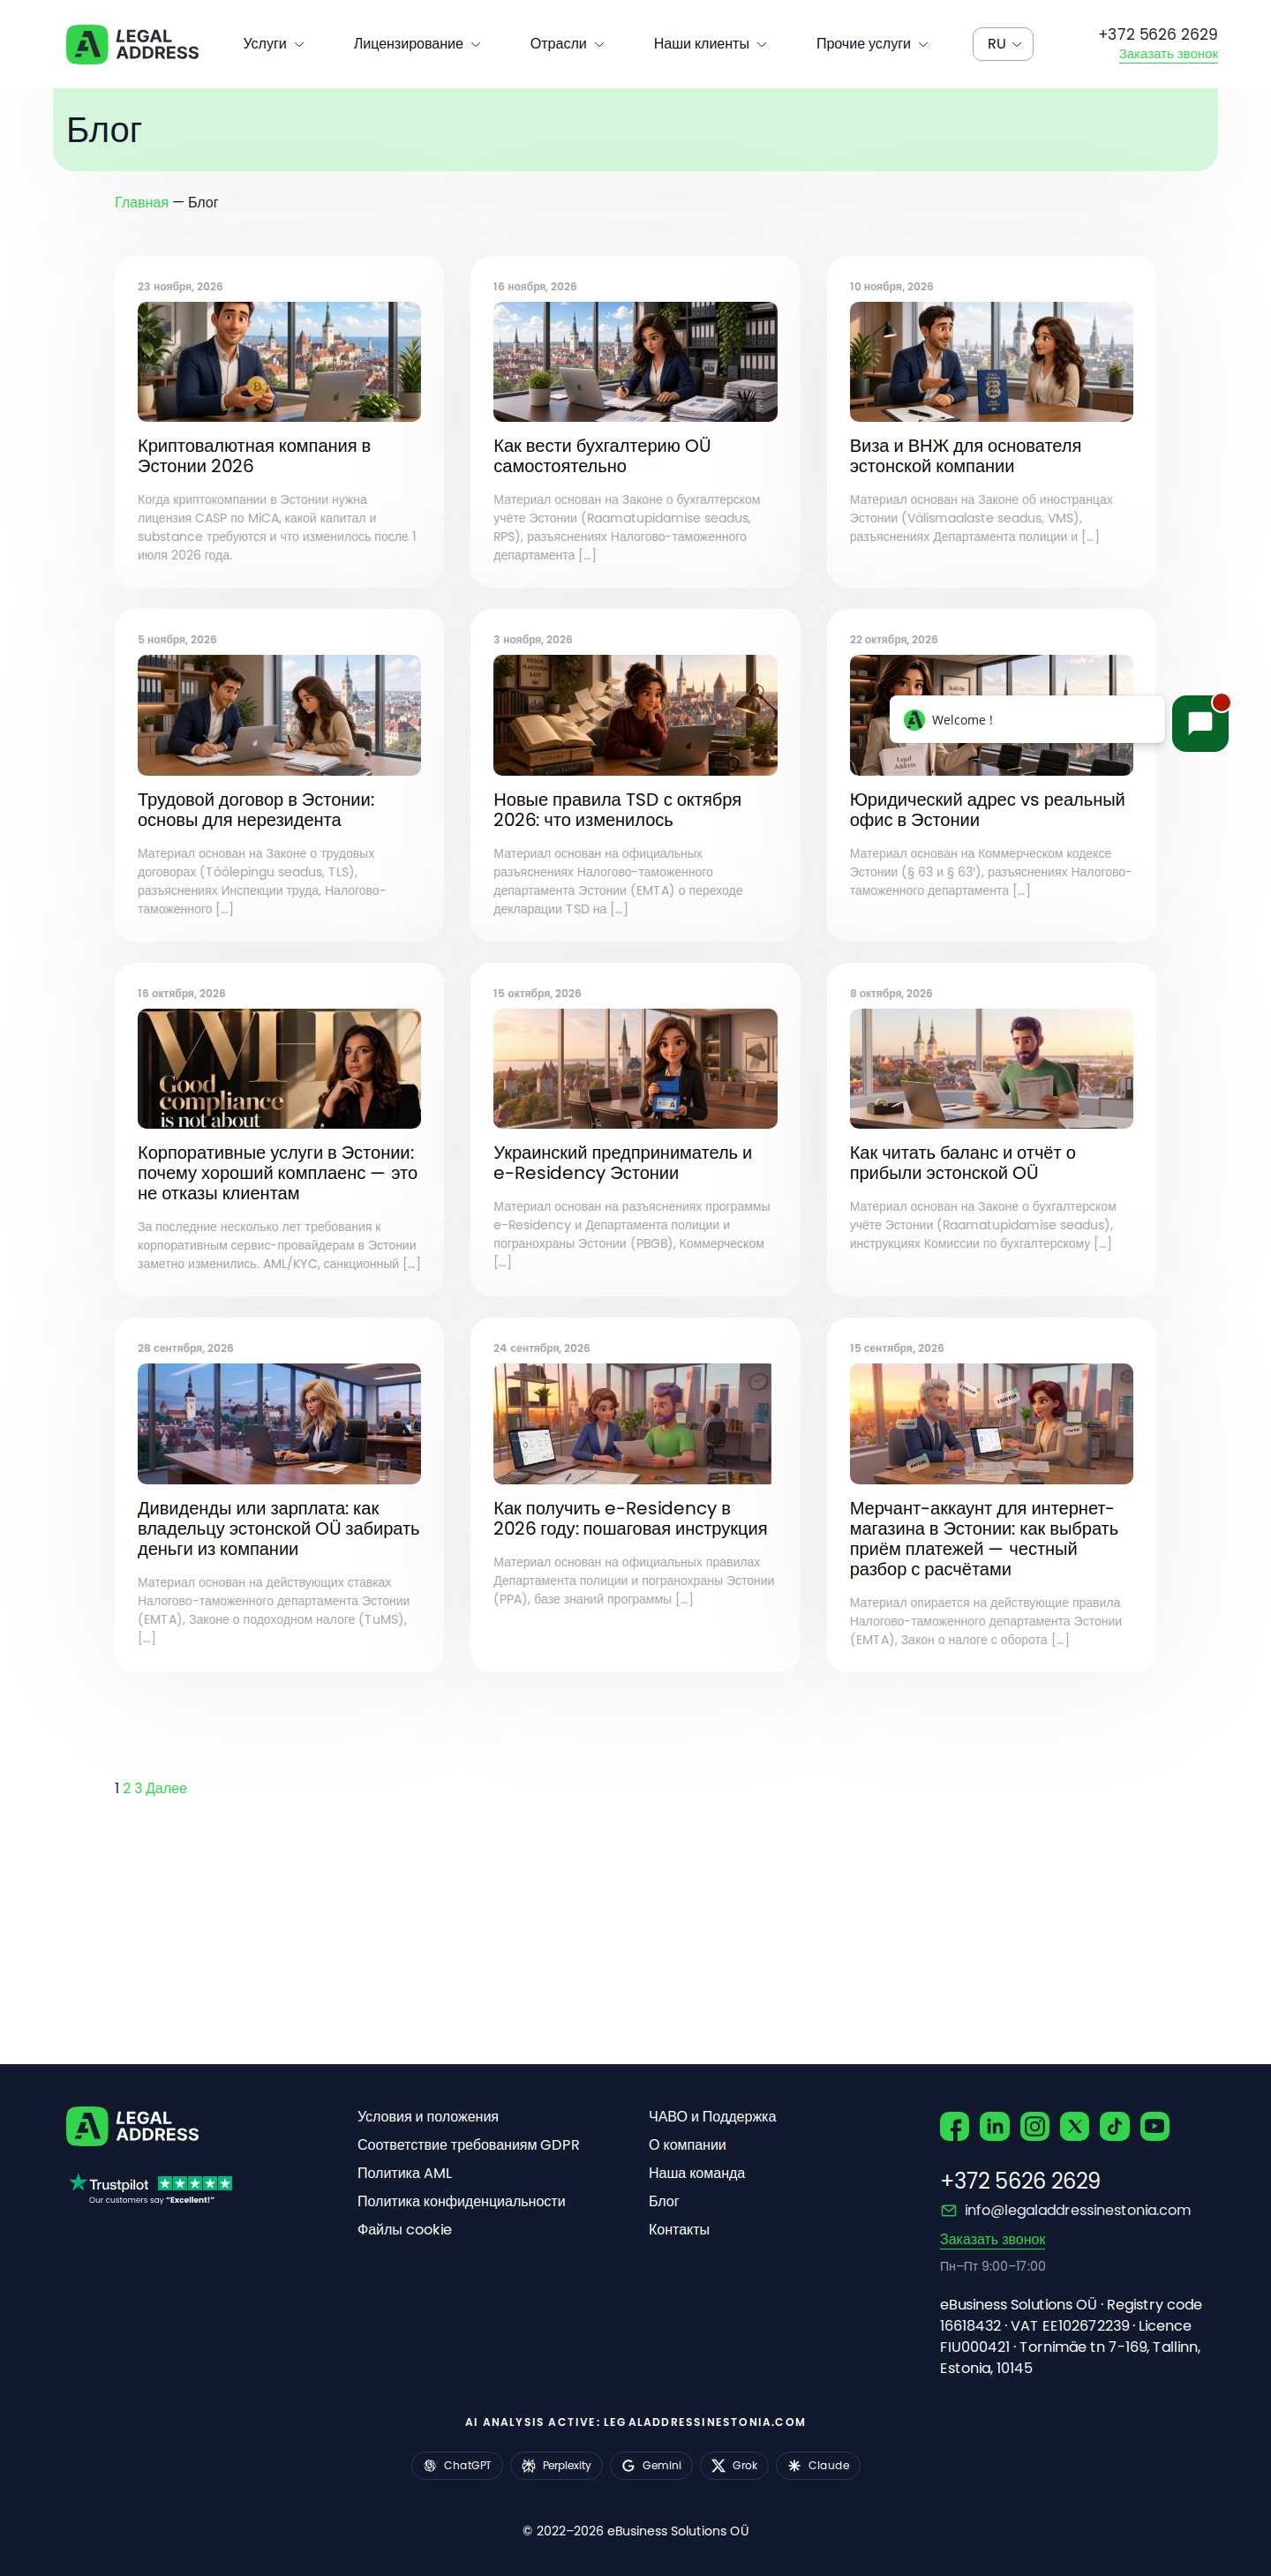 LEGAL
ADDRESS
Услуги
Лицензирование
Отрасли
Наши клиенты
Прочие услуги
RU
+372 5626 2629
Заказать звонок
Блог
Главная — Блог
23 ноября, 2026
Криптовалютная компания в
Эстонии 2026
Когда криптокомпании в Эстонии нужна
лицензия CASP по MiCA, какой капитал и
substance требуются и что изменилось после 1
июля 2026 года.
16 ноября, 2026
Как вести бухгалтерию OÜ
самостоятельно
Материал основан на Законе о бухгалтерском
учёте Эстонии (Raamatupidamise seadus,
RPS), разъяснениях Налогово-таможенного
департамента […]
10 ноября, 2026
Виза и ВНЖ для основателя
эстонской компании
Материал основан на Законе об иностранцах
Эстонии (Välismaalaste seadus, VMS),
разъяснениях Департамента полиции и […]
5 ноября, 2026
Трудовой договор в Эстонии:
основы для нерезидента
Материал основан на Законе о трудовых
договорах (Töölepingu seadus, TLS),
разъяснениях Инспекции труда, Налогово-
таможенного […]
3 ноября, 2026
Новые правила TSD с октября
2026: что изменилось
Материал основан на официальных
разъяснениях Налогово-таможенного
департамента Эстонии (EMTA) о переходе
декларации TSD на […]
22 октября, 2026
Welcome !
Legal
Address
Юридический адрес vs реальный
офис в Эстонии
Материал основан на Коммерческом кодексе
Эстонии (§ 63 и § 63¹), разъяснениях Налогово-
таможенного департамента […]
16 октября, 2026
WHY
Good
compliance
is not about
Корпоративные услуги в Эстонии:
почему хороший комплаенс — это
не отказы клиентам
За последние несколько лет требования к
корпоративным сервис-провайдерам в Эстонии
заметно изменились. AML/KYC, санкционный […]
15 октября, 2026
Украинский предприниматель и
e-Residency Эстонии
Материал основан на разъяснениях программы
e-Residency и Департамента полиции и
погранохраны Эстонии (PBGB), Коммерческом
[…]
8 октября, 2026
Как читать баланс и отчёт о
прибыли эстонской OÜ
Материал основан на Законе о бухгалтерском
учёте Эстонии (Raamatupidamise seadus),
инструкциях Комиссии по бухгалтерскому […]
28 сентября, 2026
Дивиденды или зарплата: как
владельцу эстонской OÜ забирать
деньги из компании
Материал основан на действующих ставках
Налогово-таможенного департамента Эстонии
(EMTA), Законе о подоходном налоге (TuMS),
[…]
24 сентября, 2026
Как получить e-Residency в
2026 году: пошаговая инструкция
Материал основан на официальных правилах
Департамента полиции и погранохраны Эстонии
(PPA), базе знаний программы […]
15 сентября, 2026
Мерчант-аккаунт для интернет-
магазина в Эстонии: как выбрать
приём платежей — честный
разбор с расчётами
Материал опирается на действующие правила
Налогово-таможенного департамента Эстонии
(EMTA), Закон о налоге с оборота […]
1 2 3 Далее
LEGAL
ADDRESS
Trustpilot
Our customers say “Excellent!”
Условия и положения
Соответствие требованиям GDPR
Политика AML
Политика конфиденциальности
Файлы cookie
ЧАВО и Поддержка
О компании
Наша команда
Блог
Контакты
+372 5626 2629
info@legaladdressinestonia.com
Заказать звонок
Пн–Пт 9:00–17:00
eBusiness Solutions OÜ · Registry code
16618432 · VAT EE102672239 · Licence
FIU000421 · Tornimäe tn 7-169, Tallinn,
Estonia, 10145
AI ANALYSIS ACTIVE: LEGALADDRESSINESTONIA.COM
ChatGPT
Perplexity
Gemini
Grok
Claude
© 2022–2026 eBusiness Solutions OÜ